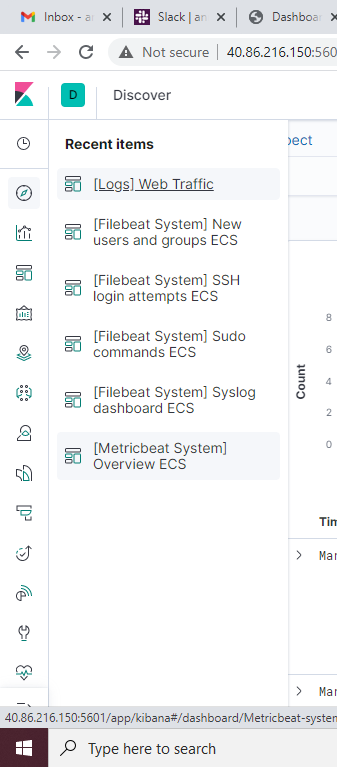 Inbox - a
Slack | an
Dashboa
Not secure
40.86.216.150:560
D
Discover
Recent items
pect
[Logs] Web Traffic
[Filebeat System] New
users and groups ECS
[Filebeat System] SSH
login attempts ECS
[Filebeat System] Sudo
commands ECS
[Filebeat System] Syslog
dashboard ECS
[Metricbeat System]
Overview ECS
8
6
4
2
0
Count
Tim
Mar
Mar
40.86.216.150:5601/app/kibana#/dashboard/Metricbeat-system
Type here to search